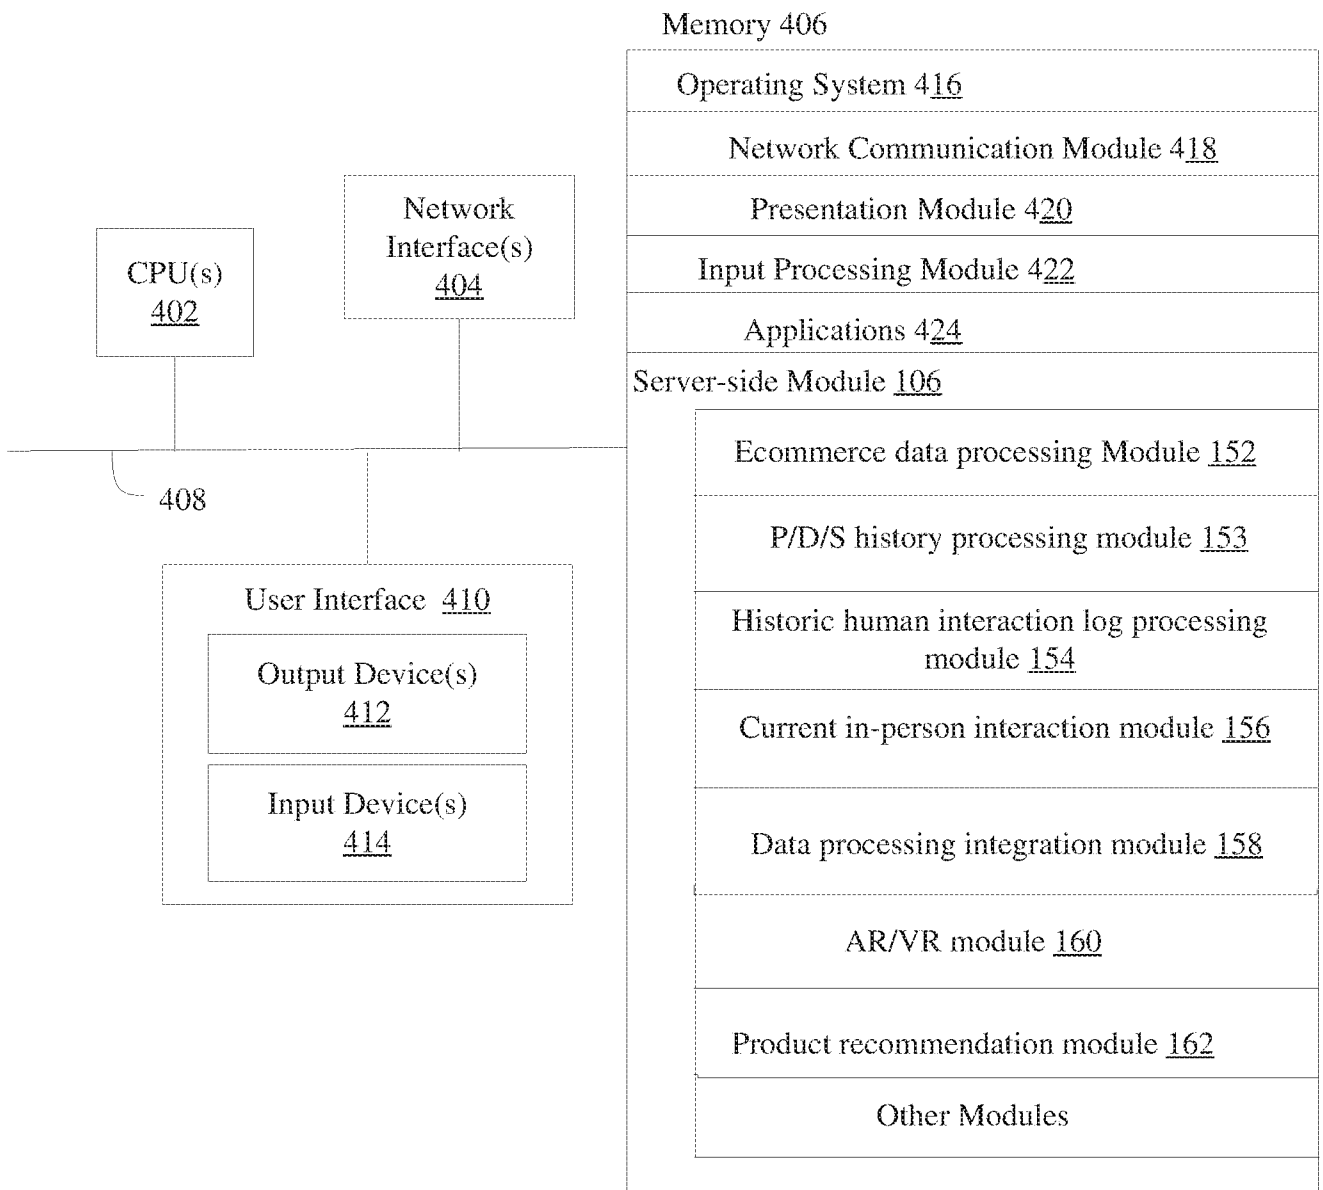 Memory 406
Operating System 416
Network Communication Module 418
Presentation Module 420
Input Processing Module 422
Applications 424
Server-side Module 106
Ecommerce data processing Module 152
P/D/S history processing module 153
Historic human interaction log processing
module 154
Current in-person interaction module 156
Data processing integration module 158
AR/VR module 160
Product recommendation module 162
Other Modules
Network
Interface(s)
404
CPU(s)
402
408
User Interface 410
Output Device(s)
412
Input Device(s)
414